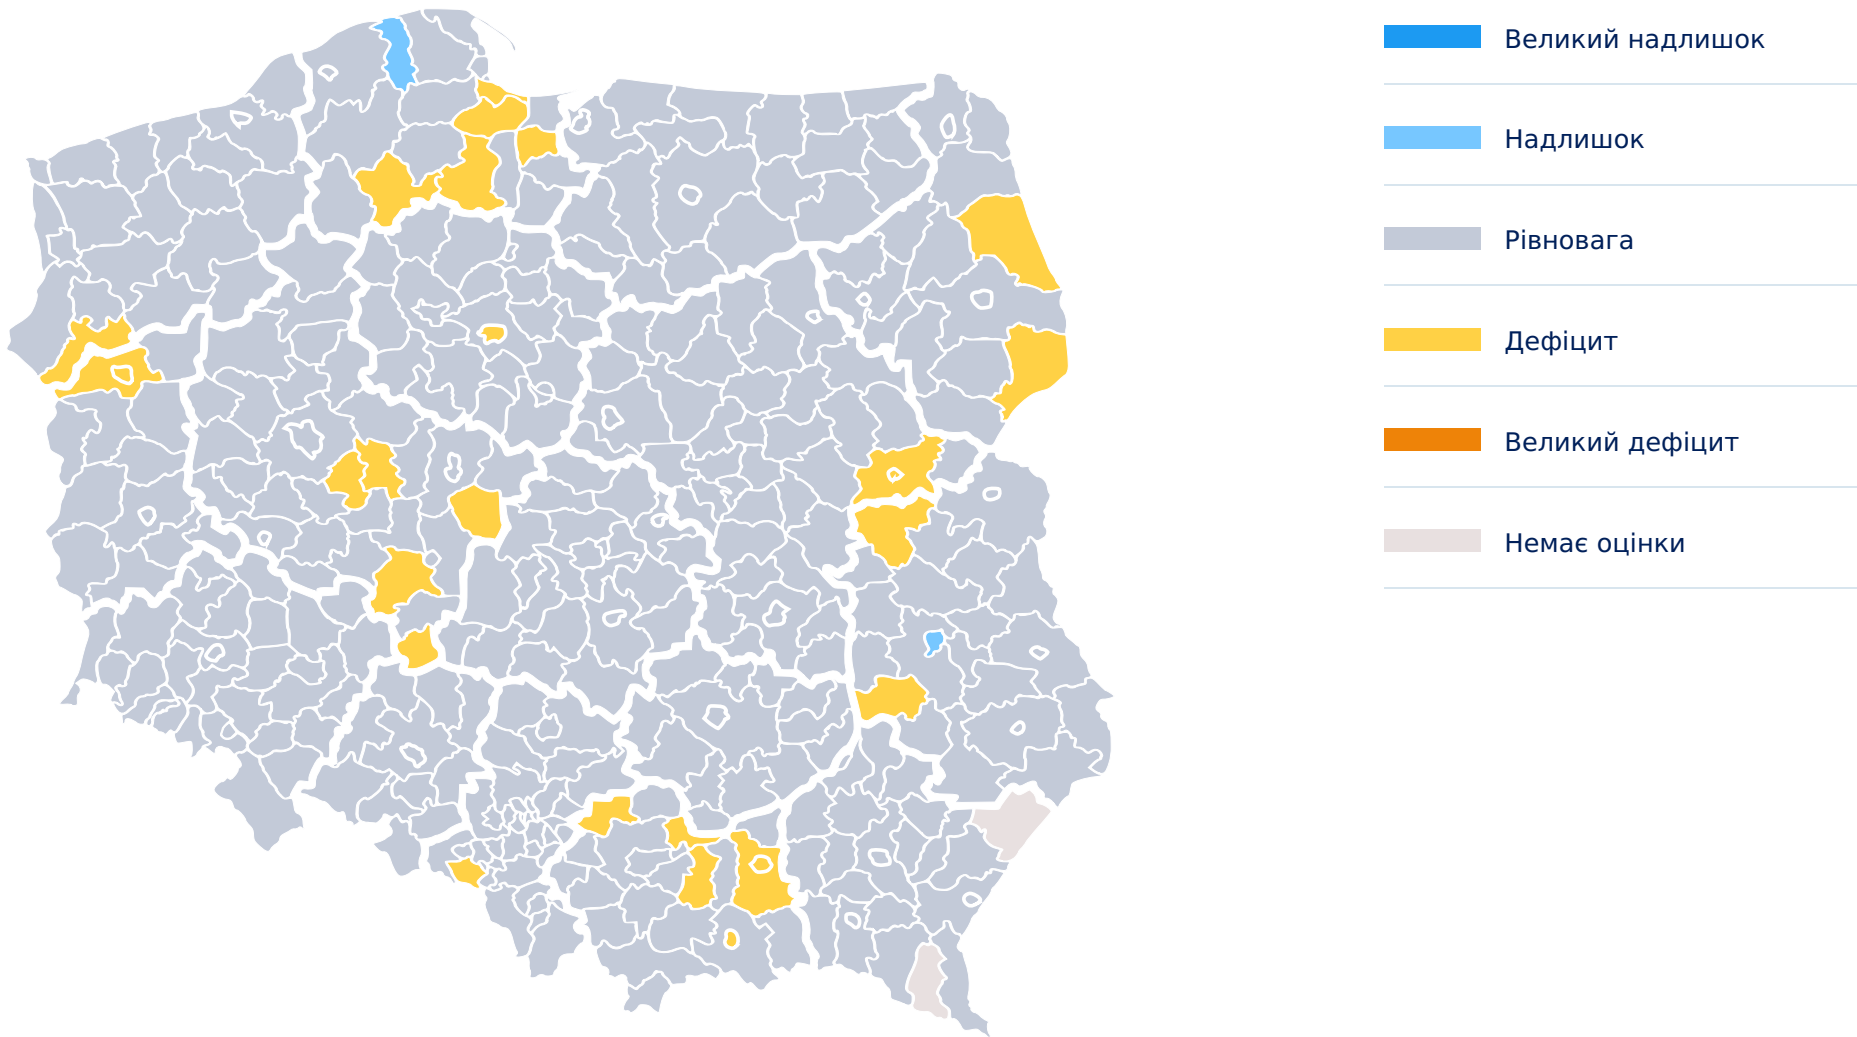 Великий надлишок
Надлишок
Рівновага
Дефіцит
Великий дефіцит
Немає оцінки